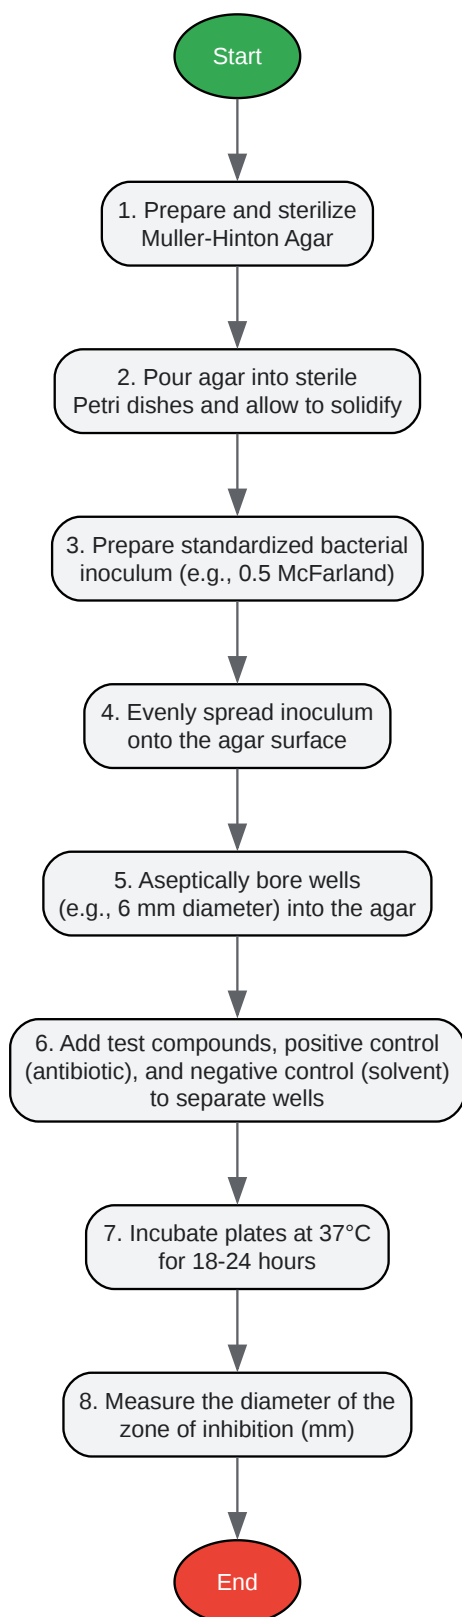 Start
1. Prepare and sterilize
Muller-Hinton Agar
2. Pour agar into sterile
Petri dishes and allow to solidify
3. Prepare standardized bacterial
inoculum (e.g., 0.5 McFarland)
4. Evenly spread inoculum
onto the agar surface
5. Aseptically bore wells
(e.g., 6 mm diameter) into the agar
6. Add test compounds, positive control
(antibiotic), and negative control (solvent)
to separate wells
7. Incubate plates at 37°C
for 18-24 hours
8. Measure the diameter of the
zone of inhibition (mm)
End